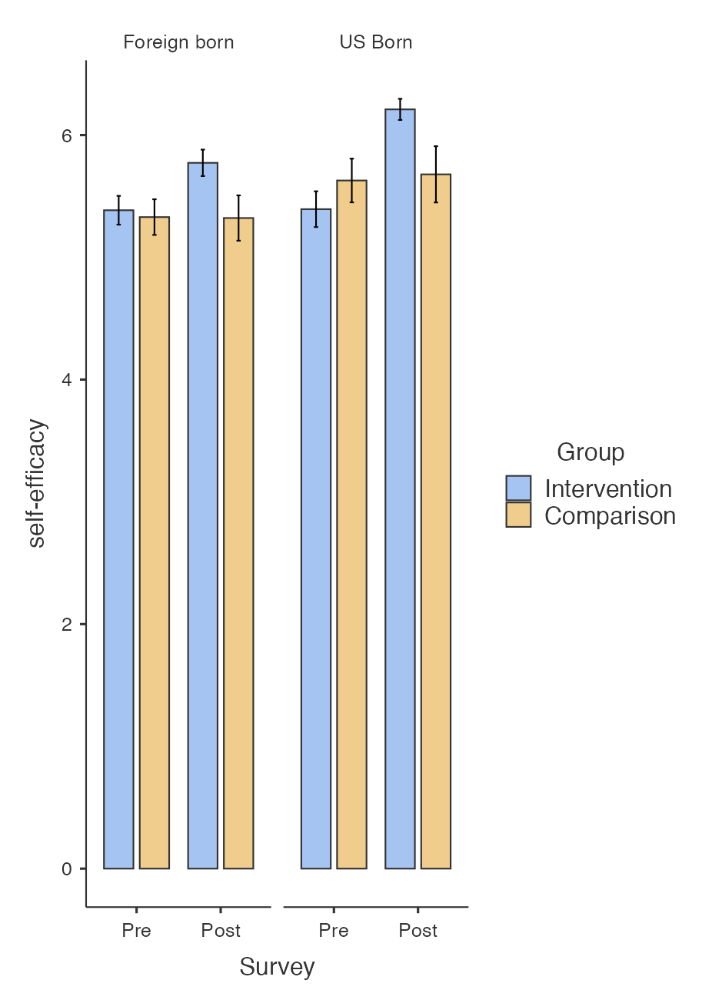 Foreign born
US Born
6
4
2
0
self-efficacy
Pre
Post
Pre
Post
Survey
Group
Intervention
Comparison